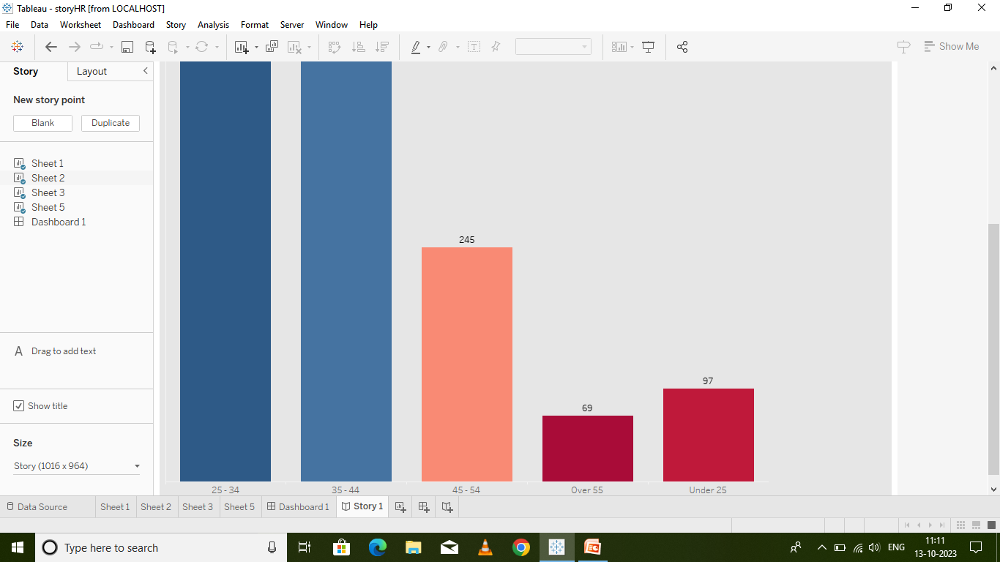 Tableau - storyHR [from LOCALHOST]
File Data Worksheet Dashboard Story Analysis Format Server Window Help
Show Me
Story Layout
New story point
Blank Duplicate
Sheet 1
Sheet 2
Sheet 3
Sheet 5
Dashboard 1
A Drag to add text
Show title
Size
Story (1016 x 964)
245
97
69
25 - 34 35 - 44 45 - 54 Over 55 Under 25
Data Source Sheet 1 Sheet 2 Sheet 3 Sheet 5 Dashboard 1 Story 1
Type here to search
ENG
11:11
13-10-2023